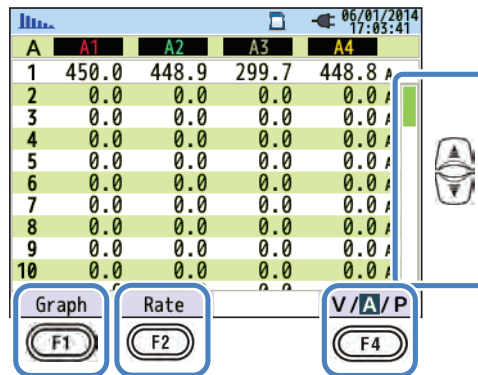 06/01/2014
17:03:41
A A1 A2 A3 A4
1 450.0 448.9 299.7 448.8 A
2 0.0 0.0 0.0 0.0 A
3 0.0 0.0 0.0 0.0 A
4 0.0 0.0 0.0 0.0 A
5 0.0 0.0 0.0 0.0 A
6 0.0 0.0 0.0 0.0 A
7 0.0 0.0 0.0 0.0 A
8 0.0 0.0 0.0 0.0 A
9 0.0 0.0 0.0 0.0 A
10 0.0 0.0 0.0 0.0 A
Graph Rate V/A/P
F1 F2 F4